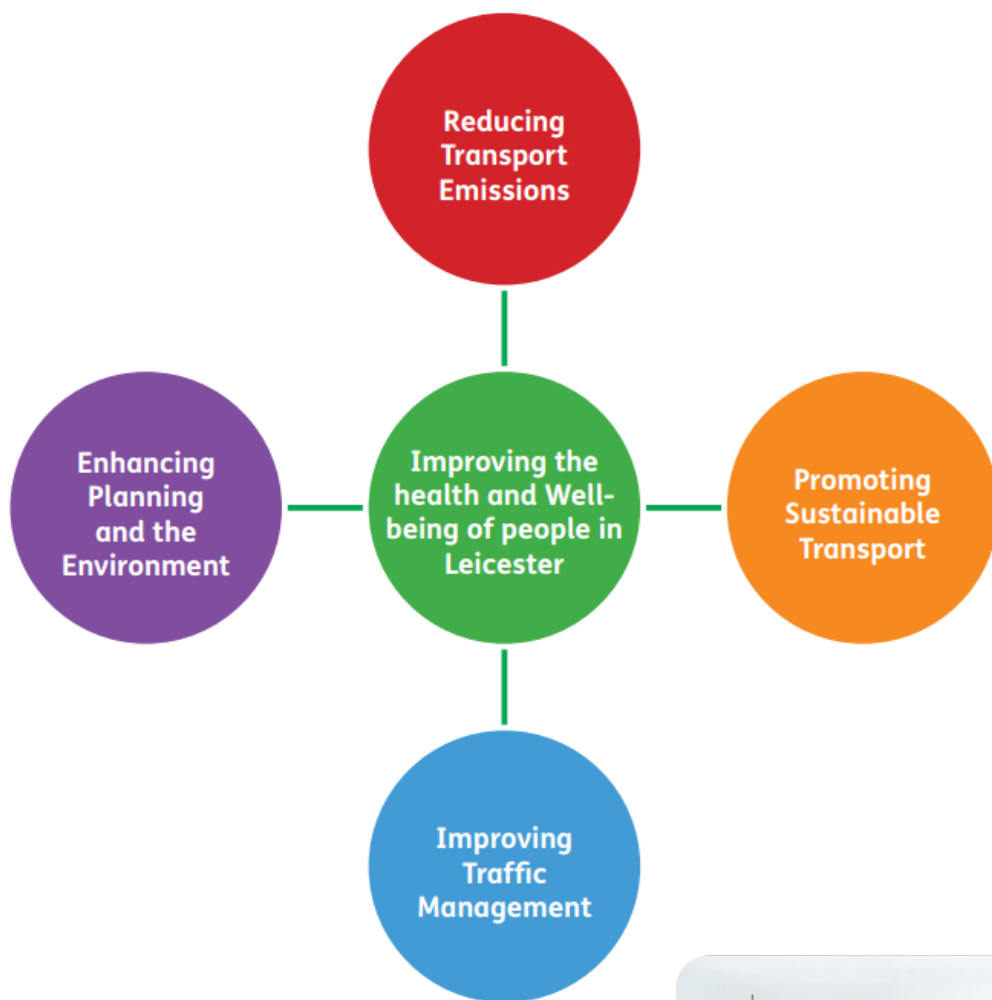 Reducing
Transport
Emissions
Enhancing
Planning
and the
Environment
Improving the
health and Well-
being of people in
Leicester
Promoting
Sustainable
Transport
Improving
Traffic
Management